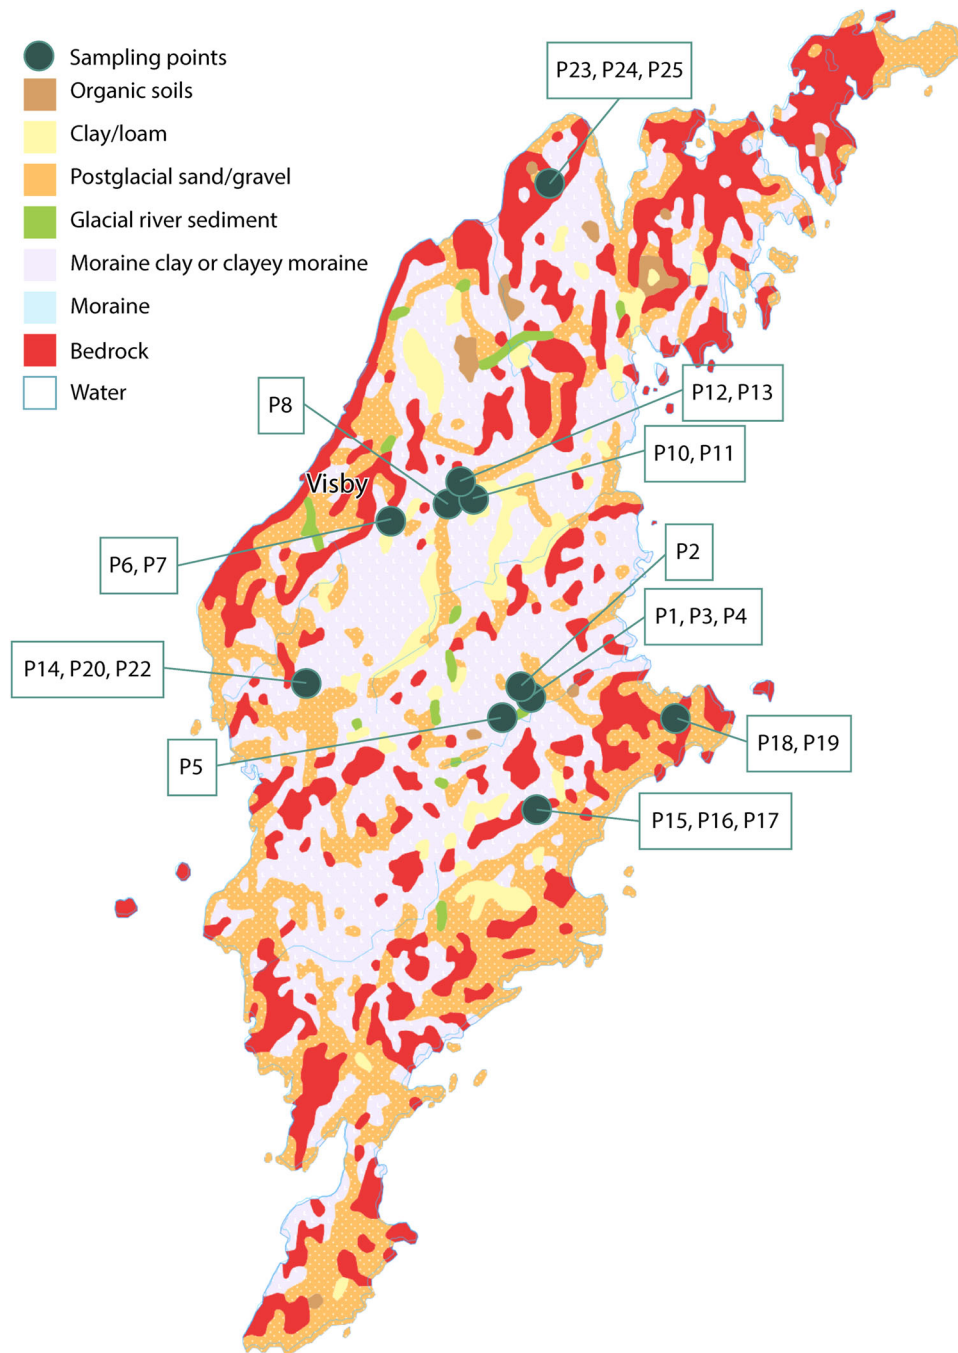 Sampling points
Organic soils
Clay/loam
Postglacial sand/gravel
Glacial river sediment
Moraine clay or clayey moraine
Moraine
Bedrock
Water
P23, P24, P25
P8
P12, P13
P10, P11
Visby
P6, P7
P2
P1, P3, P4
P14, P20, P22
P5
P18, P19
P15, P16, P17